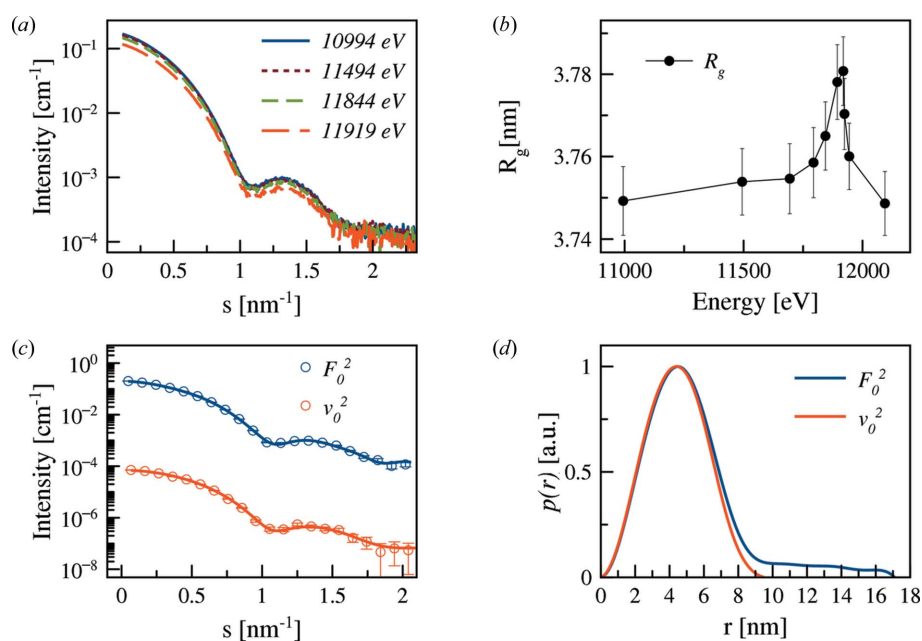 (a)
10994 eV
11494 eV
11844 eV
11919 eV
Intensity [cm⁻¹]
10⁻¹
10⁻²
10⁻³
10⁻⁴
0 0.5 1 1.5 2
s [nm⁻¹]
(b)
R_g
R_g [nm]
3.78
3.76
3.74
11000 11500 12000
Energy [eV]
(c)
F₀²
v₀²
Intensity [cm⁻¹]
10⁰
10⁻²
10⁻⁴
10⁻⁶
10⁻⁸
0 0.5 1 1.5 2
s [nm⁻¹]
(d)
F₀²
v₀²
p(r) [a.u.]
1
0.5
0
0 2 4 6 8 10 12 14 16 18
r [nm]